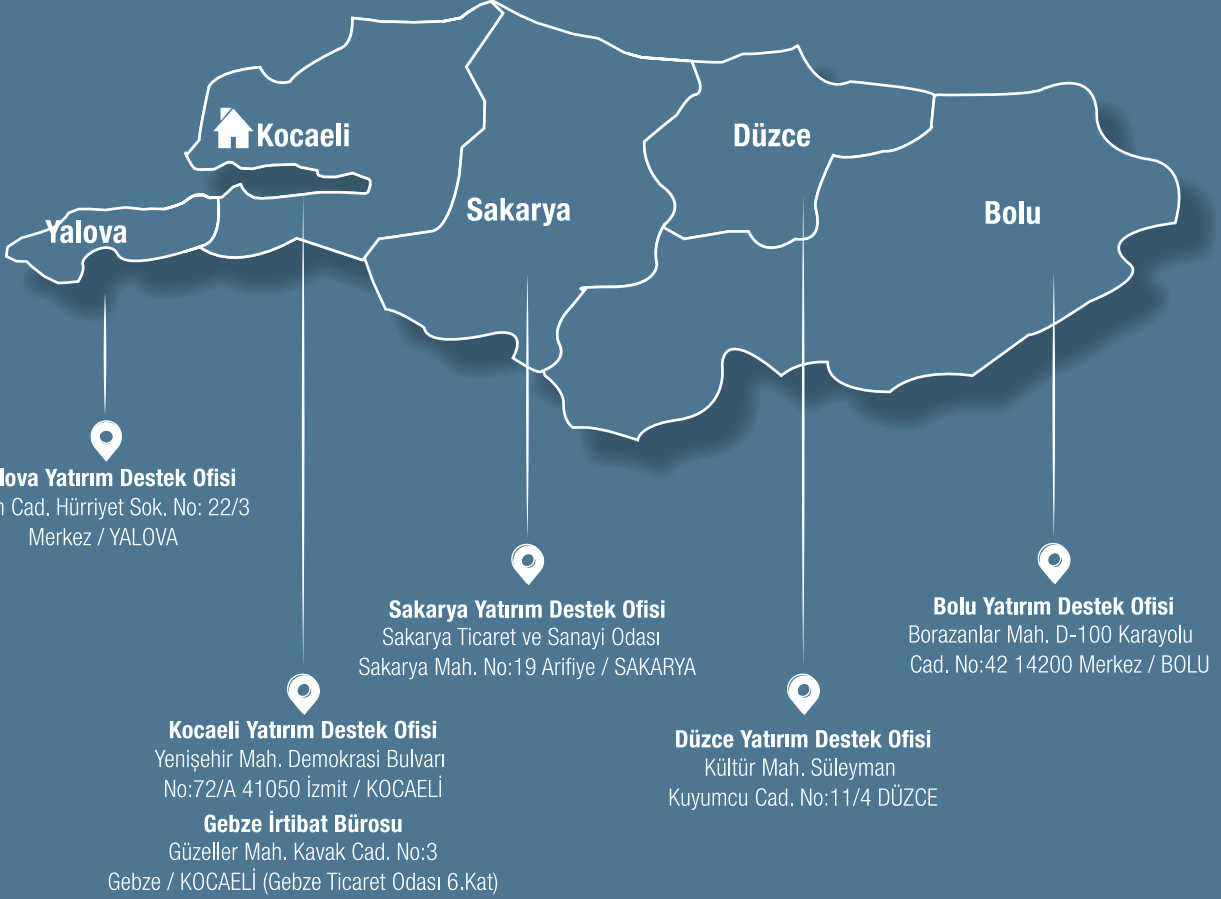 Kocaeli
Düzce
Sakarya
Bolu
Yalova
Yatırım Destek Ofisi
Cad. Hürriyet Sok. No: 22/3
Merkez / YALOVA
Sakarya Yatırım Destek Ofisi
Sakarya Ticaret ve Sanayi Odası
Sakarya Mah. No:19 Arifiye / SAKARYA
Bolu Yatırım Destek Ofisi
Borazanlar Mah. D-100 Karayolu
Cad. No:42 14200 Merkez / BOLU
Kocaeli Yatırım Destek Ofisi
Yenişehir Mah. Demokrasi Bulvarı
No:72/A 41050 İzmit / KOCAELİ
Gebze İrtibat Bürosu
Güzeller Mah. Kavak Cad. No:3
Gebze / KOCAELİ (Gebze Ticaret Odası 6.Kat)
Düzce Yatırım Destek Ofisi
Kültür Mah. Süleyman
Kuyumcu Cad. No:11/4 DÜZCE